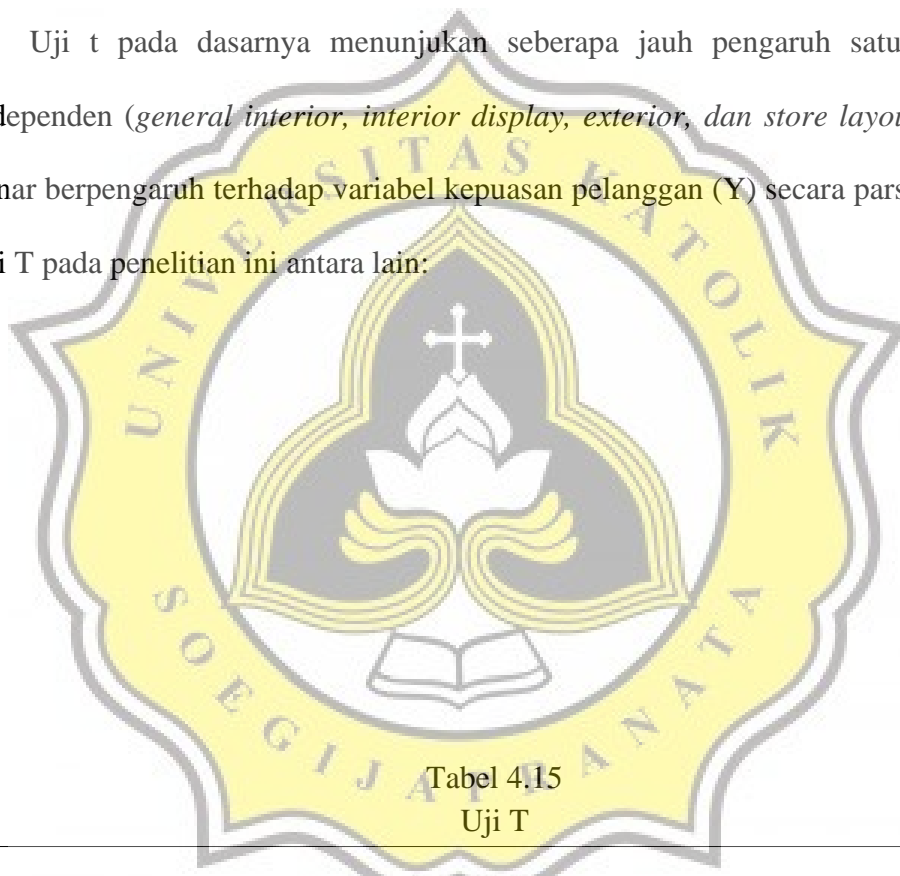 Uji t pada dasarnya menunjukan seberapa jauh pengaruh satu
dependen (general interior, interior display, exterior, dan store layou
nar berpengaruh terhadap variabel kepuasan pelanggan (Y) secara pars
i T pada penelitian ini antara lain:
UNIVERSITAS KATOLIK
SOEGIJAPRANATA
Tabel 4.15
Uji T